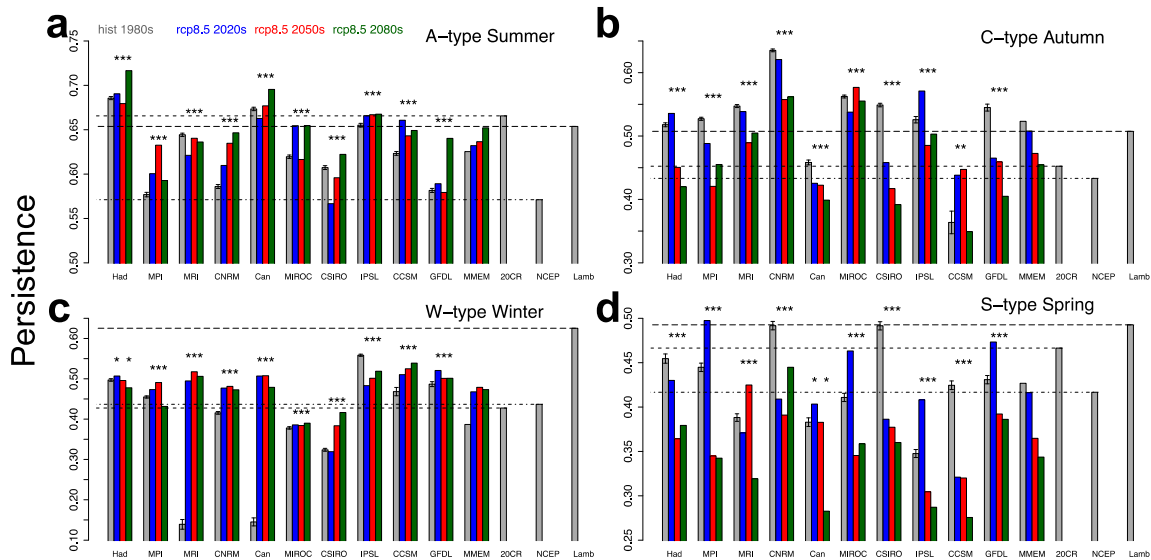 a
hist 1980s rcp8.5 2020s rcp8.5 2050s rcp8.5 2080s
A-type Summer
0.75
0.70
0.65
0.60
0.55
0.50
*** *** *** *** *** *** *** *** *** ***
Had MPI MRI CNRM Can MIROC CSIRO IPSL CCSM GFDL MMEM 20CR NCEP Lamb
b
C-type Autumn
0.60
0.50
0.40
0.30
*** *** *** *** *** *** *** *** ** ***
Had MPI MRI CNRM Can MIROC CSIRO IPSL CCSM GFDL MMEM 20CR NCEP Lamb
Persistence
c
W-type Winter
0.60
0.50
0.40
0.30
0.20
0.10
* * *** *** *** *** *** *** *** *** ***
Had MPI MRI CNRM Can MIROC CSIRO IPSL CCSM GFDL MMEM 20CR NCEP Lamb
d
S-type Spring
0.50
0.45
0.40
0.35
0.30
0.25
*** *** *** *** * * *** *** *** *** ***
Had MPI MRI CNRM Can MIROC CSIRO IPSL CCSM GFDL MMEM 20CR NCEP Lamb